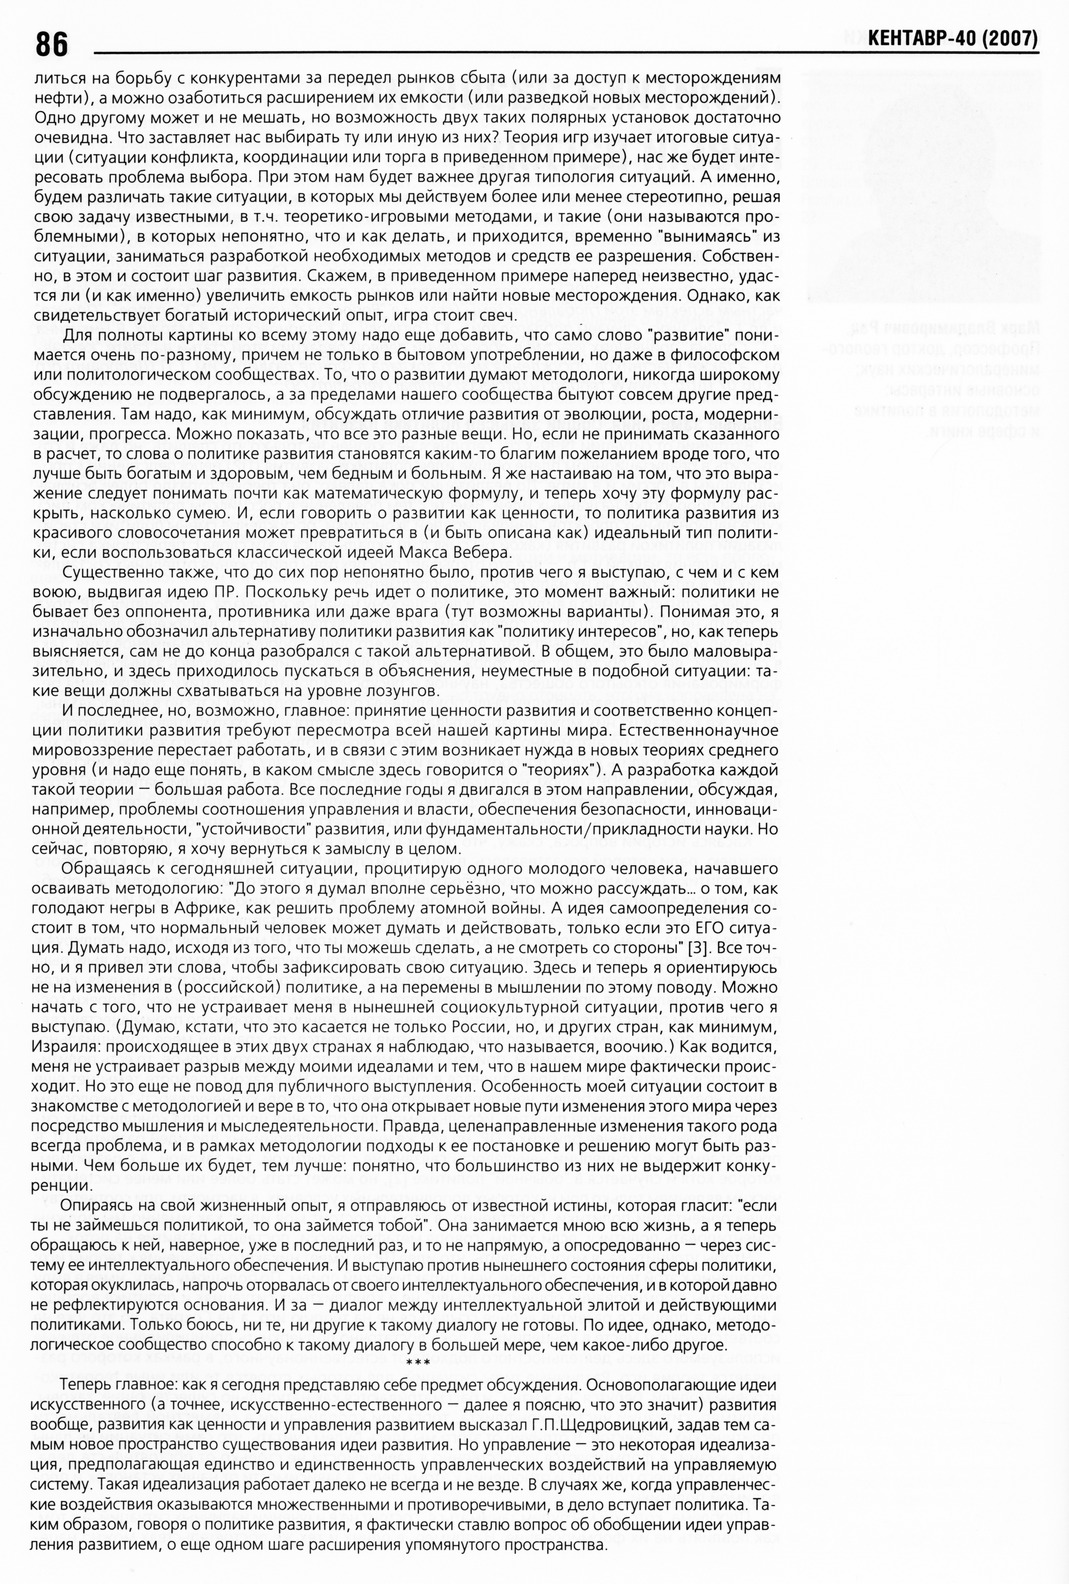 86
КЕНТАВР-40 (2007)
литься на борьбу с конкурентами за передел рынков сбыта (или за доступ к месторождениям
нефти), а можно озаботиться расширением их емкости (или разведкой новых месторождений).
Одно другому может и не мешать, но возможность двух таких полярных установок достаточно
очевидна. Что заставляет нас выбирать ту или иную из них? Теория игр изучает итоговые ситуа-
ции (ситуации конфликта, координации или торга в приведенном примере), нас же будет инте-
ресовать проблема выбора. При этом нам будет важнее другая типология ситуаций. А именно,
будем различать такие ситуации, в которых мы действуем более или менее стереотипно, решая
свою задачу известными, в т.ч. теоретико-игровыми методами, и такие (они называются про-
блемными), в которых непонятно, что и как делать, и приходится, временно "вынимаясь" из
ситуации, заниматься разработкой необходимых методов и средств ее разрешения. Собствен-
но, в этом и состоит шаг развития. Скажем, в приведенном примере наперед неизвестно, удас-
тся ли (и как именно) увеличить емкость рынков или найти новые месторождения. Однако, как
свидетельствует богатый исторический опыт, игра стоит свеч.
Для полноты картины ко всему этому надо еще добавить, что само слово "развитие" пони-
мается очень по-разному, причем не только в бытовом употреблении, но даже в философском
или политологическом сообществах. То, что о развитии думают методологи, никогда широкому
обсуждению не подвергалось, а за пределами нашего сообщества бытуют совсем другие пред-
ставления. Там надо, как минимум, обсуждать отличие развития от эволюции, роста, модерни-
зации, прогресса. Можно показать, что все это разные вещи. Но, если не принимать сказанного
в расчет, то слова о политике развития становятся каким-то благим пожеланием вроде того, что
лучше быть богатым и здоровым, чем бедным и больным. Я же настаиваю на том, что это выра-
жение следует понимать почти как математическую формулу, и теперь хочу эту формулу рас-
крыть, насколько сумею. И, если говорить о развитии как ценности, то политика развития из
красивого словосочетания может превратиться в (и быть описана как) идеальный тип полити-
ки, если воспользоваться классической идеей Макса Вебера.
Существенно также, что до сих пор непонятно было, против чего я выступаю, с чем и с кем
воюю, выдвигая идею ПР. Поскольку речь идет о политике, это момент важный: политики не
бывает без оппонента, противника или даже врага (тут возможны варианты). Понимая это, я
изначально обозначил альтернативу политики развития как "политику интересов", но, как теперь
выясняется, сам не до конца разобрался с такой альтернативой. В общем, это было маловыра-
зительно, и здесь приходилось пускаться в объяснения, неуместные в подобной ситуации: та-
кие вещи должны схватываться на уровне лозунгов.
И последнее, но, возможно, главное: принятие ценности развития и соответственно концеп-
ции политики развития требуют пересмотра всей нашей картины мира. Естественнонаучное
мировоззрение перестает работать, и в связи с этим возникает нужда в новых теориях среднего
уровня (и надо еще понять, в каком смысле здесь говорится о "теориях"). А разработка каждой
такой теории — большая работа. Все последние годы я двигался в этом направлении, обсуждая,
например, проблемы соотношения управления и власти, обеспечения безопасности, инноваци-
онной деятельности, "устойчивости" развития, или фундаментальности/прикладности науки. Но
сейчас, повторяю, я хочу вернуться к замыслу в целом.
Обращаясь к сегодняшней ситуации, процитирую одного молодого человека, начавшего
осваивать методологию: "До этого я думал вполне серьёзно, что можно рассуждать... о том, как
голодают негры в Африке, как решить проблему атомной войны. А идея самоопределения со-
стоит в том, что нормальный человек может думать и действовать, только если это ЕГО ситуа-
ция. Думать надо, исходя из того, что ты можешь сделать, а не смотреть со стороны" [3]. Все точ-
но, и я привел эти слова, чтобы зафиксировать свою ситуацию. Здесь и теперь я ориентируюсь
не на изменения в (российской) политике, а на перемены в мышлении по этому поводу. Можно
начать с того, что не устраивает меня в нынешней социокультурной ситуации, против чего я
выступаю. (Думаю, кстати, что это касается не только России, но, и других стран, как минимум,
Израиля: происходящее в этих двух странах я наблюдаю, что называется, воочию.) Как водится,
меня не устраивает разрыв между моими идеалами и тем, что в нашем мире фактически проис-
ходит. Но это еще не повод для публичного выступления. Особенность моей ситуации состоит в
знакомстве с методологией и вере в то, что она открывает новые пути изменения этого мира через
посредство мышления и мыследеятельности. Правда, целенаправленные изменения такого рода
всегда проблема, и в рамках методологии подходы к ее постановке и решению могут быть раз-
ными. Чем больше их будет, тем лучше: понятно, что большинство из них не выдержит конку-
ренции.
Опираясь на свой жизненный опыт, я отправляюсь от известной истины, которая гласит: "если
ты не займешься политикой, то она займется тобой". Она занимается мною всю жизнь, а я теперь
обращаюсь к ней, наверное, уже в последний раз, и то не напрямую, а опосредованно — через сис-
тему ее интеллектуального обеспечения. И выступаю против нынешнего состояния сферы политики,
которая окуклилась, напрочь оторвалась от своего интеллектуального обеспечения, и в которой давно
не рефлектируются основания. И за — диалог между интеллектуальной элитой и действующими
политиками. Только боюсь, ни те, ни другие к такому диалогу не готовы. По идее, однако, методо-
логическое сообщество способно к такому диалогу в большей мере, чем какое-либо другое.
***
Теперь главное: как я сегодня представляю себе предмет обсуждения. Основополагающие идеи
искусственного (а точнее, искусственно-естественного — далее я поясню, что это значит) развития
вообще, развития как ценности и управления развитием высказал Г.П.Щедровицкий, задав тем са-
мым новое пространство существования идеи развития. Но управление — это некоторая идеализа-
ция, предполагающая единство и единственность управленческих воздействий на управляемую
систему. Такая идеализация работает далеко не всегда и не везде. В случаях же, когда управленчес-
кие воздействия оказываются множественными и противоречивыми, в дело вступает политика. Та-
ким образом, говоря о политике развития, я фактически ставлю вопрос об обобщении идеи управ-
ления развитием, о еще одном шаге расширения упомянутого пространства.